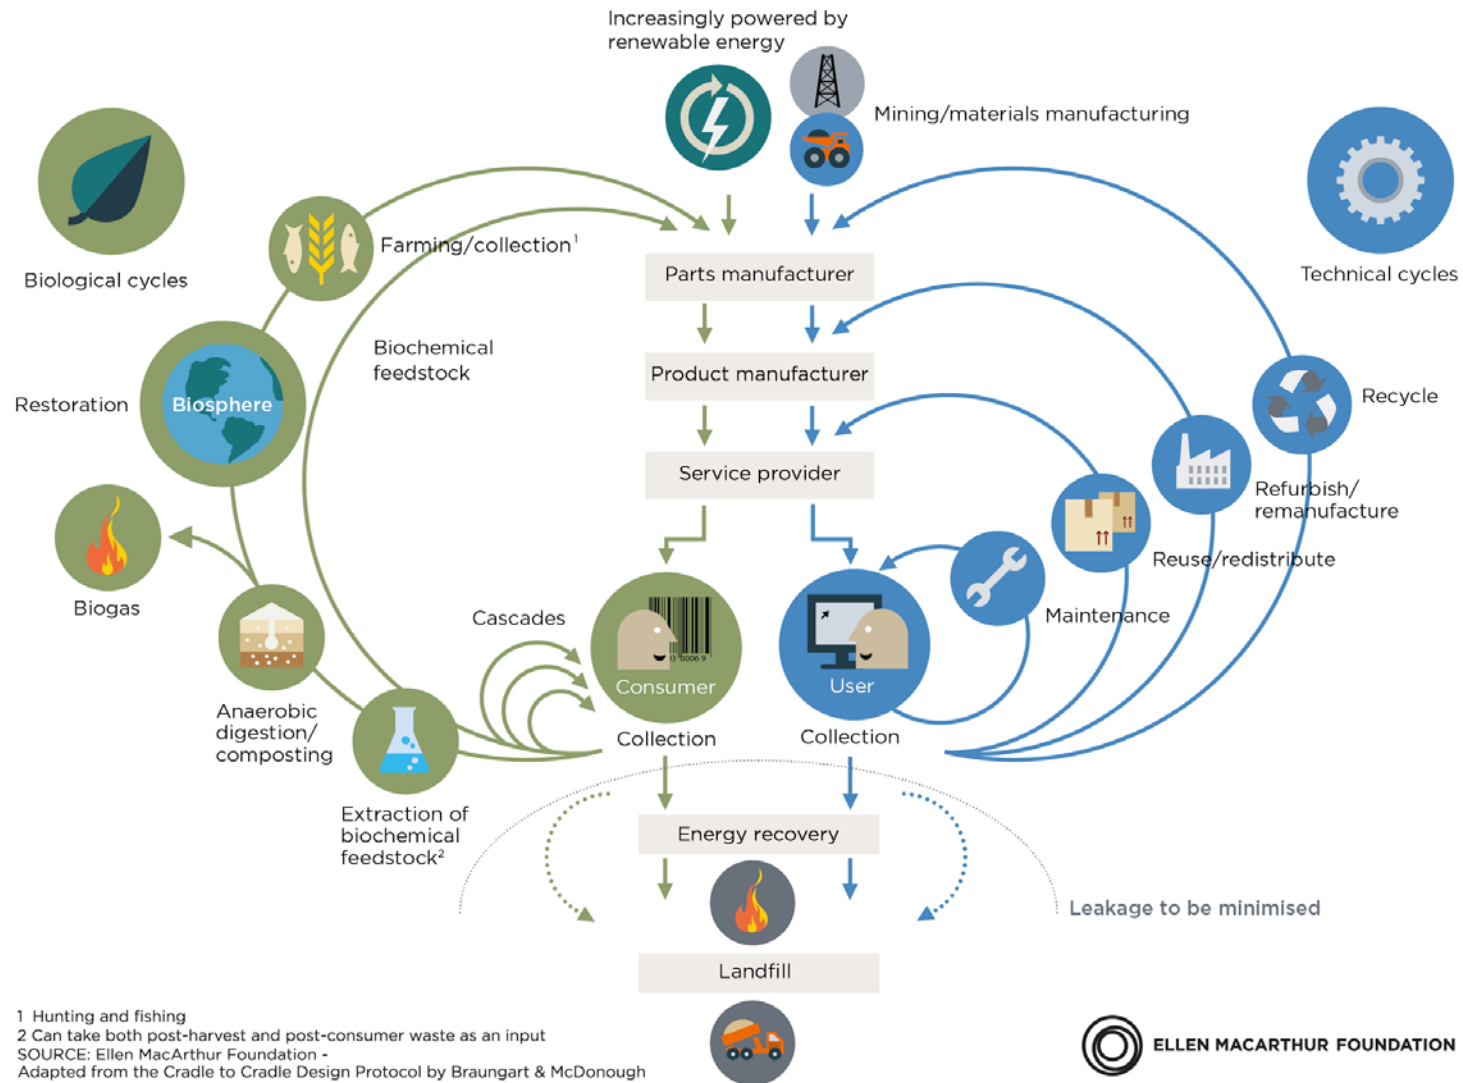 Increasingly powered by
renewable energy
Mining/materials manufacturing
Biological cycles
Technical cycles
Farming/collection¹
Parts manufacturer
Biochemical
feedstock
Product manufacturer
Restoration
Biosphere
Recycle
Service provider
Refurbish/
remanufacture
Reuse/redistribute
Biogas
Maintenance
Cascades
Consumer
03 0006 9
User
Anaerobic
digestion/
composting
Collection
Collection
Extraction of
biochemical
feedstock²
Energy recovery
Leakage to be minimised
Landfill
1 Hunting and fishing
2 Can take both post-harvest and post-consumer waste as an input
SOURCE: Ellen MacArthur Foundation -
Adapted from the Cradle to Cradle Design Protocol by Braungart & McDonough
ELLEN MACARTHUR FOUNDATION